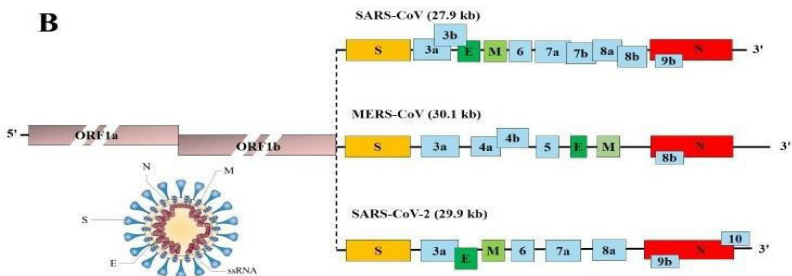 B
SARS-CoV (27.9 kb)
S 3a 3b E M 6 7a 7b 8a 8b 9b N 3'
MERS-CoV (30.1 kb)
5' ORF1a ORF1b
S 3a 4a 4b 5 E M 8b N 3'
N M
S
E ssRNA
SARS-CoV-2 (29.9 kb)
S 3a E M 6 7a 8a 9b N 10 3'